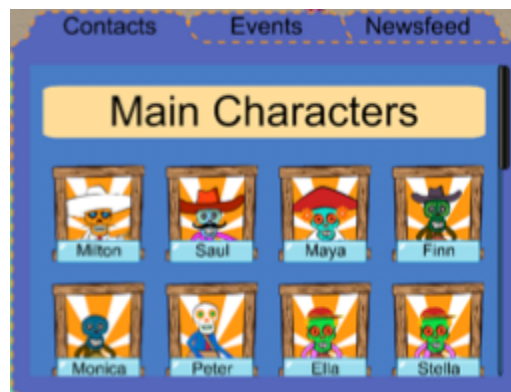 Contacts Events Newsfeed
Main Characters
Milton Saul Maya Finn
Monica Peter Ella Stella